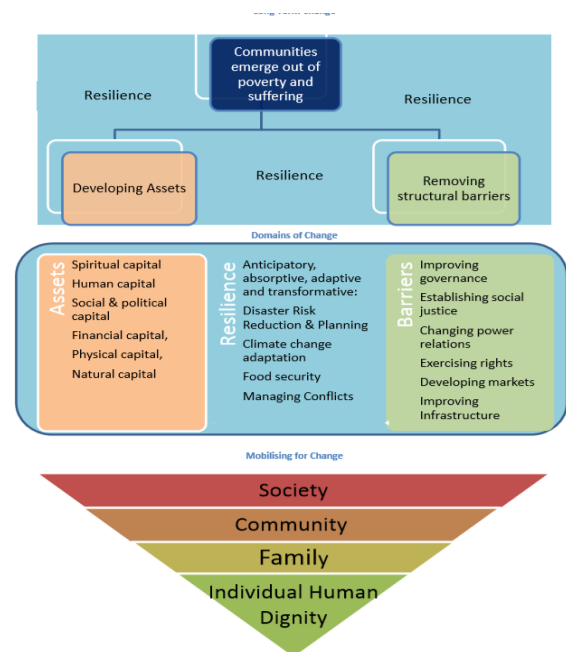 Long Term Change
Communities
emerge out of
poverty and
suffering
Resilience
Resilience
Developing Assets
Resilience
Removing
structural barriers
Domains of Change
Assets
Spiritual capital
Human capital
Social & political
capital
Financial capital,
Physical capital,
Natural capital
Resilience
Anticipatory,
absorptive, adaptive
and transformative:
Disaster Risk
Reduction & Planning
Climate change
adaptation
Food security
Managing Conflicts
Barriers
Improving
governance
Establishing social
justice
Changing power
relations
Exercising rights
Developing markets
Improving
Infrastructure
Mobilising for Change
Society
Community
Family
Individual Human
Dignity